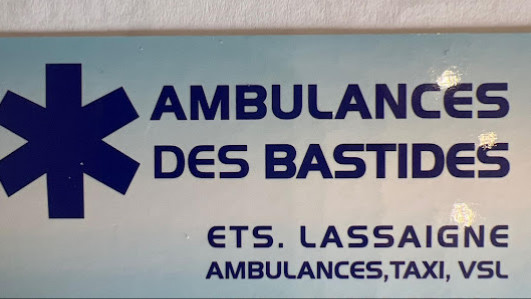 AMBULANCES
DES BASTIDES
ETS. LASSAIGNE
AMBULANCES,TAXI, VSL